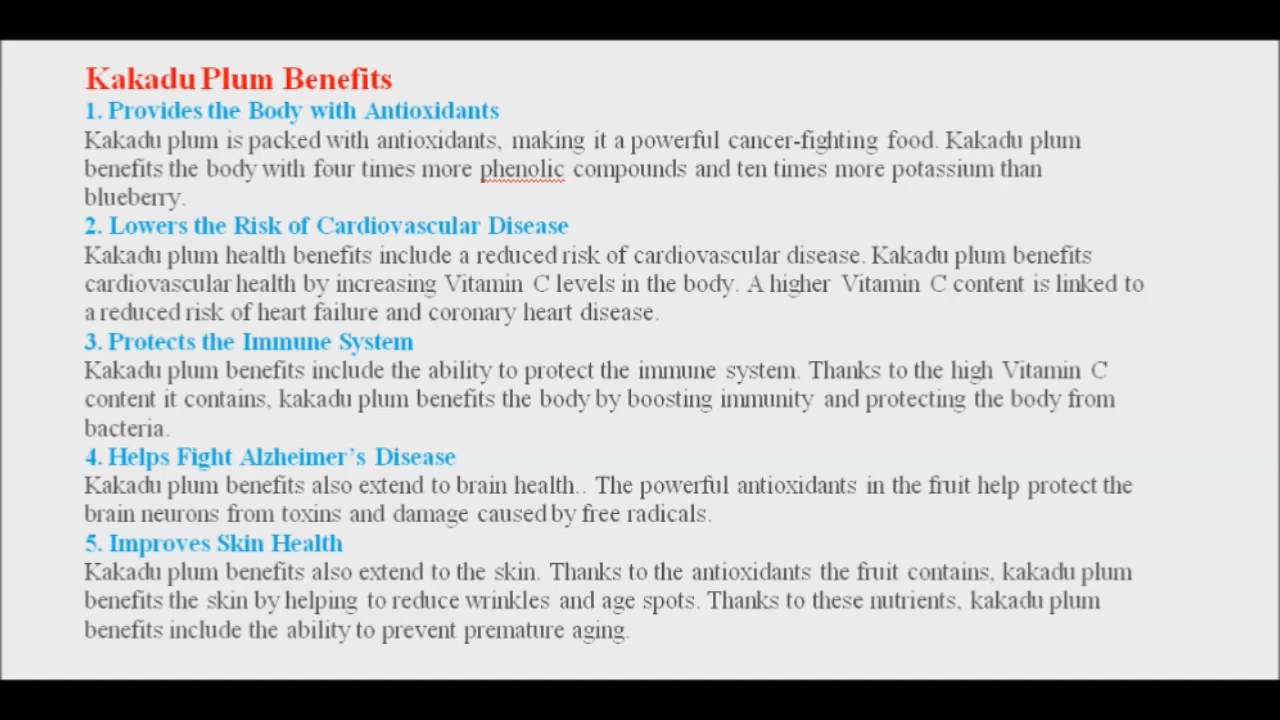 Kakadu Plum Benefits
1. Provides the Body with Antioxidants
Kakadu plum is packed with antioxidants, making it a powerful cancer-fighting food. Kakadu plum
benefits the body with four times more phenolic compounds and ten times more potassium than
blueberry.
2. Lowers the Risk of Cardiovascular Disease
Kakadu plum health benefits include a reduced risk of cardiovascular disease. Kakadu plum benefits
cardiovascular health by increasing Vitamin C levels in the body. A higher Vitamin C content is linked to
a reduced risk of heart failure and coronary heart disease.
3. Protects the Immune System
Kakadu plum benefits include the ability to protect the immune system. Thanks to the high Vitamin C
content it contains, kakadu plum benefits the body by boosting immunity and protecting the body from
bacteria.
4. Helps Fight Alzheimer’s Disease
Kakadu plum benefits also extend to brain health.. The powerful antioxidants in the fruit help protect the
brain neurons from toxins and damage caused by free radicals.
5. Improves Skin Health
Kakadu plum benefits also extend to the skin. Thanks to the antioxidants the fruit contains, kakadu plum
benefits the skin by helping to reduce wrinkles and age spots. Thanks to these nutrients, kakadu plum
benefits include the ability to prevent premature aging.